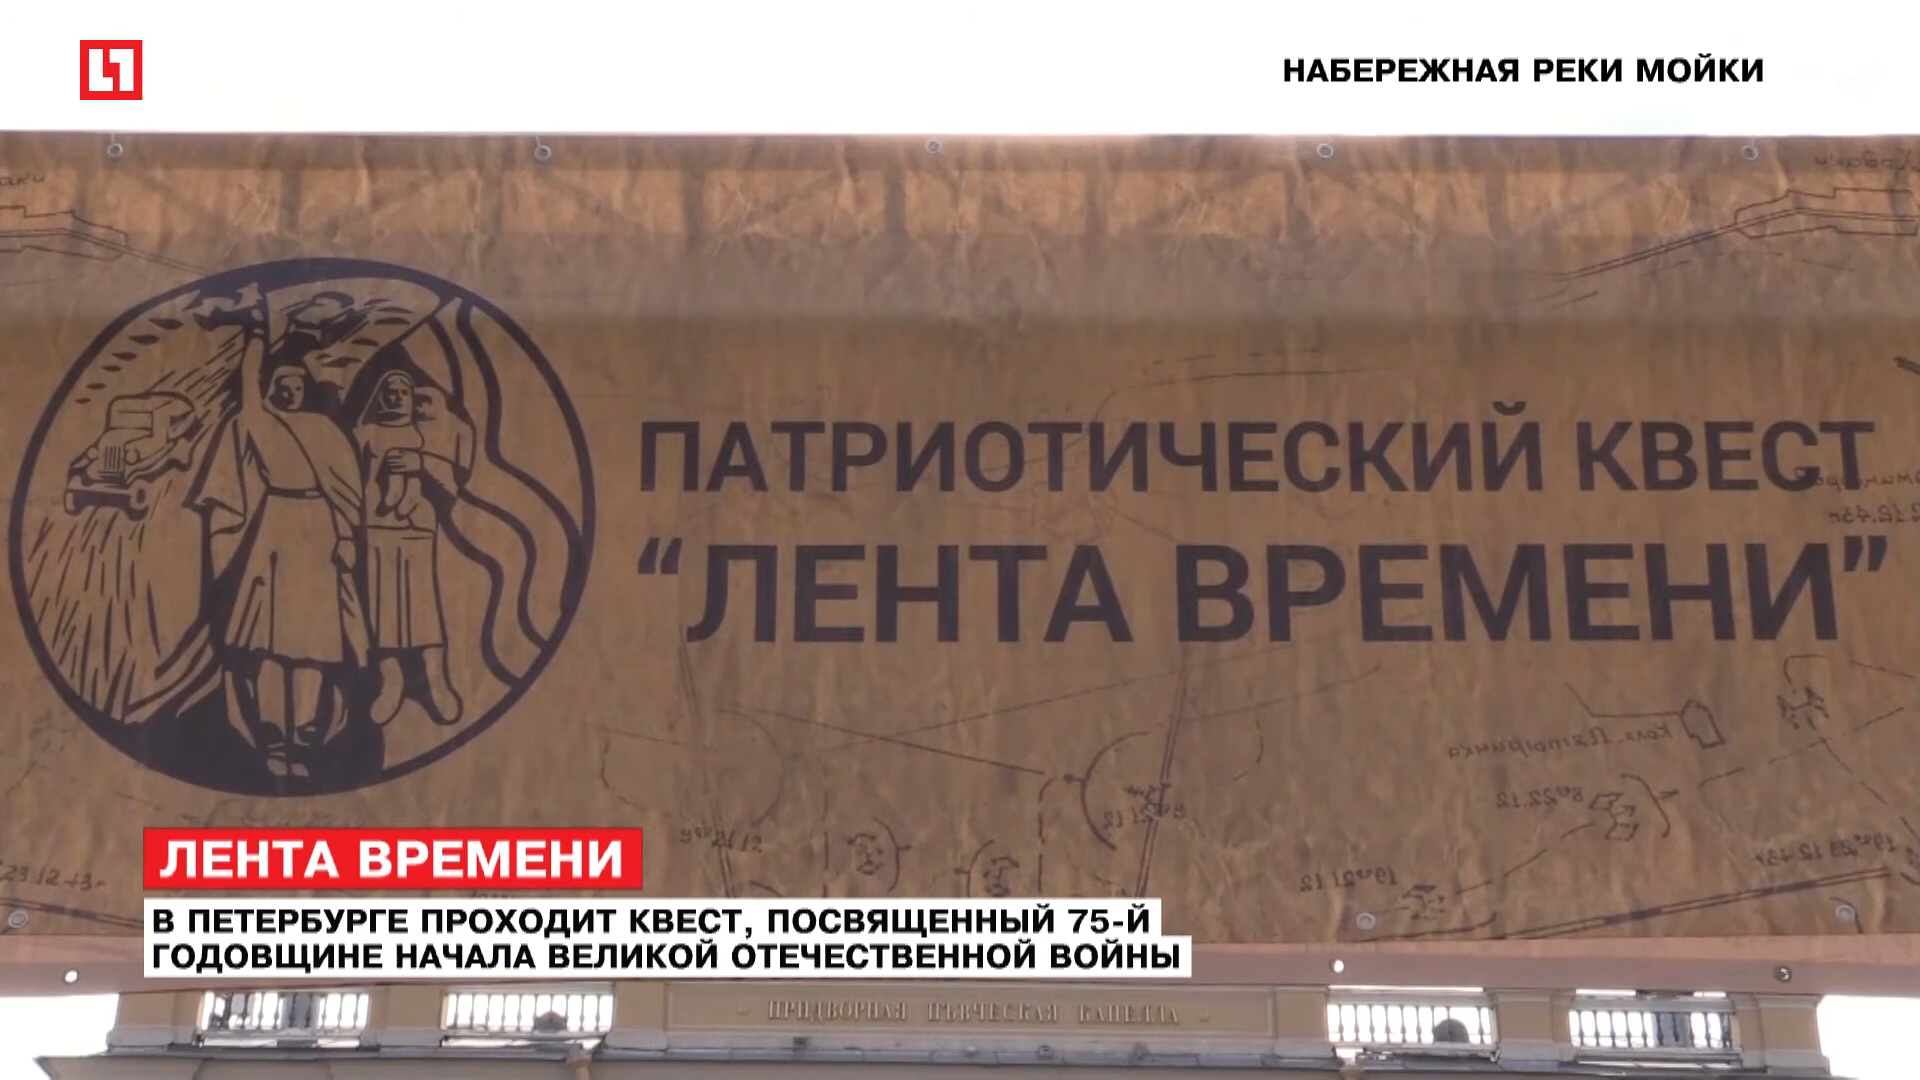 НАБЕРЕЖНАЯ РЕКИ МОЙКИ
ПАТРИОТИЧЕСКИЙ КВЕСТ
“ЛЕНТА ВРЕМЕНИ”
ЛЕНТА ВРЕМЕНИ
В ПЕТЕРБУРГЕ ПРОХОДИТ КВЕСТ, ПОСВЯЩЕННЫЙ 75-Й
ГОДОВЩИНЕ НАЧАЛА ВЕЛИКОЙ ОТЕЧЕСТВЕННОЙ ВОЙНЫ
ПРИДВОРНАЯ ПѢВЧЕСКАЯ КАПЕЛЛА